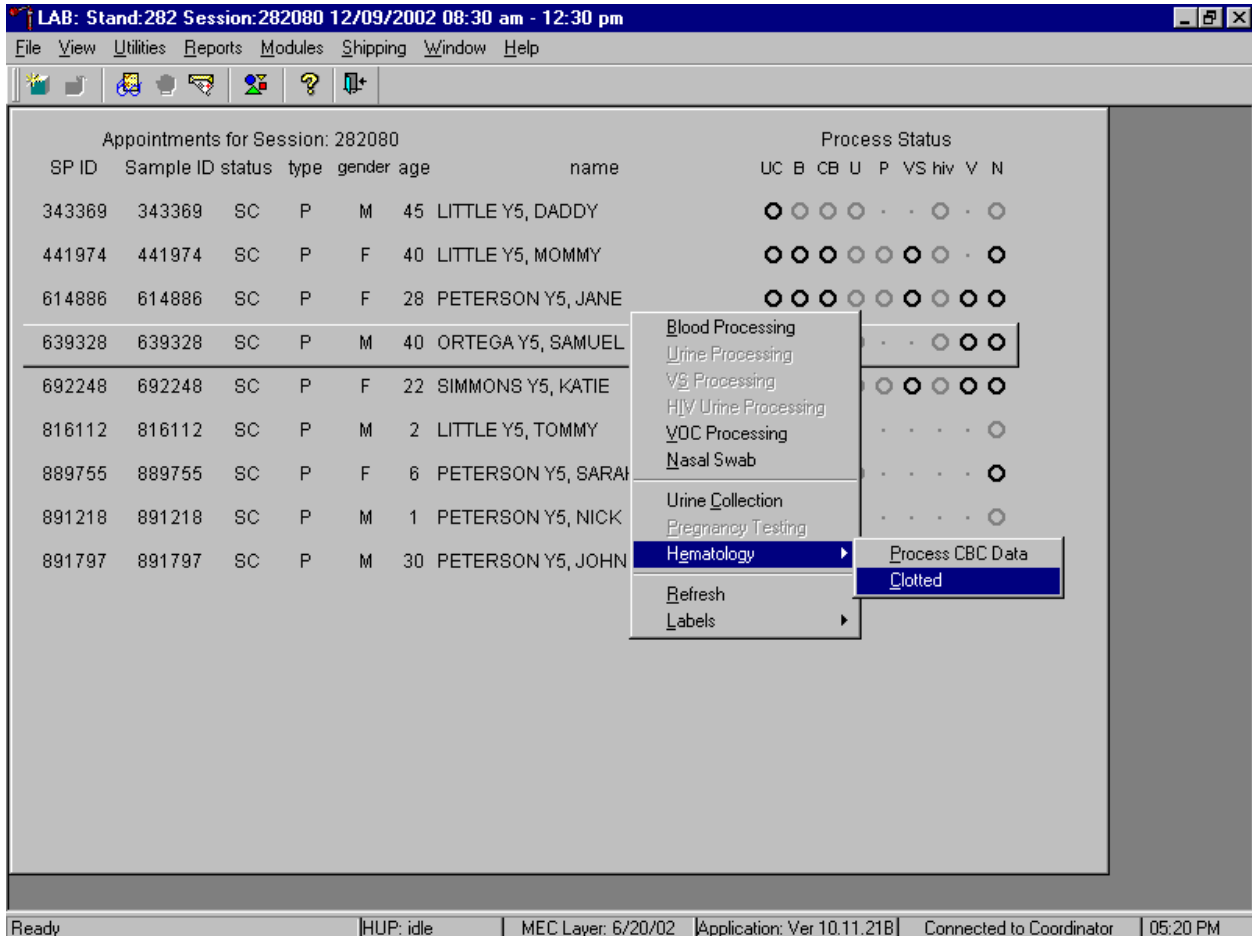 LAB: Stand:282 Session:282080 12/09/2002 08:30 am - 12:30 pm
File View Utilities Reports Modules Shipping Window Help
Appointments for Session: 282080 Process Status
SP ID Sample ID status type gender age name UC B CB U P VS hiv V N
343369 343369 SC P M 45 LITTLE Y5, DADDY
441974 441974 SC P F 40 LITTLE Y5, MOMMY
614886 614886 SC P F 28 PETERSON Y5, JANE
639328 639328 SC P M 40 ORTEGA Y5, SAMUEL
692248 692248 SC P F 22 SIMMONS Y5, KATIE
816112 816112 SC P M 2 LITTLE Y5, TOMMY
889755 889755 SC P F 6 PETERSON Y5, SARAH
891218 891218 SC P M 1 PETERSON Y5, NICK
891797 891797 SC P M 30 PETERSON Y5, JOHN
Blood Processing
Urine Processing
VS Processing
HIV Urine Processing
VOC Processing
Nasal Swab
Urine Collection
Pregnancy Testing
Hematology
Refresh
Labels
Process CBC Data
Clotted
Ready HUP: idle MEC Layer: 6/20/02 Application: Ver 10.11.21B Connected to Coordinator 05:20 PM